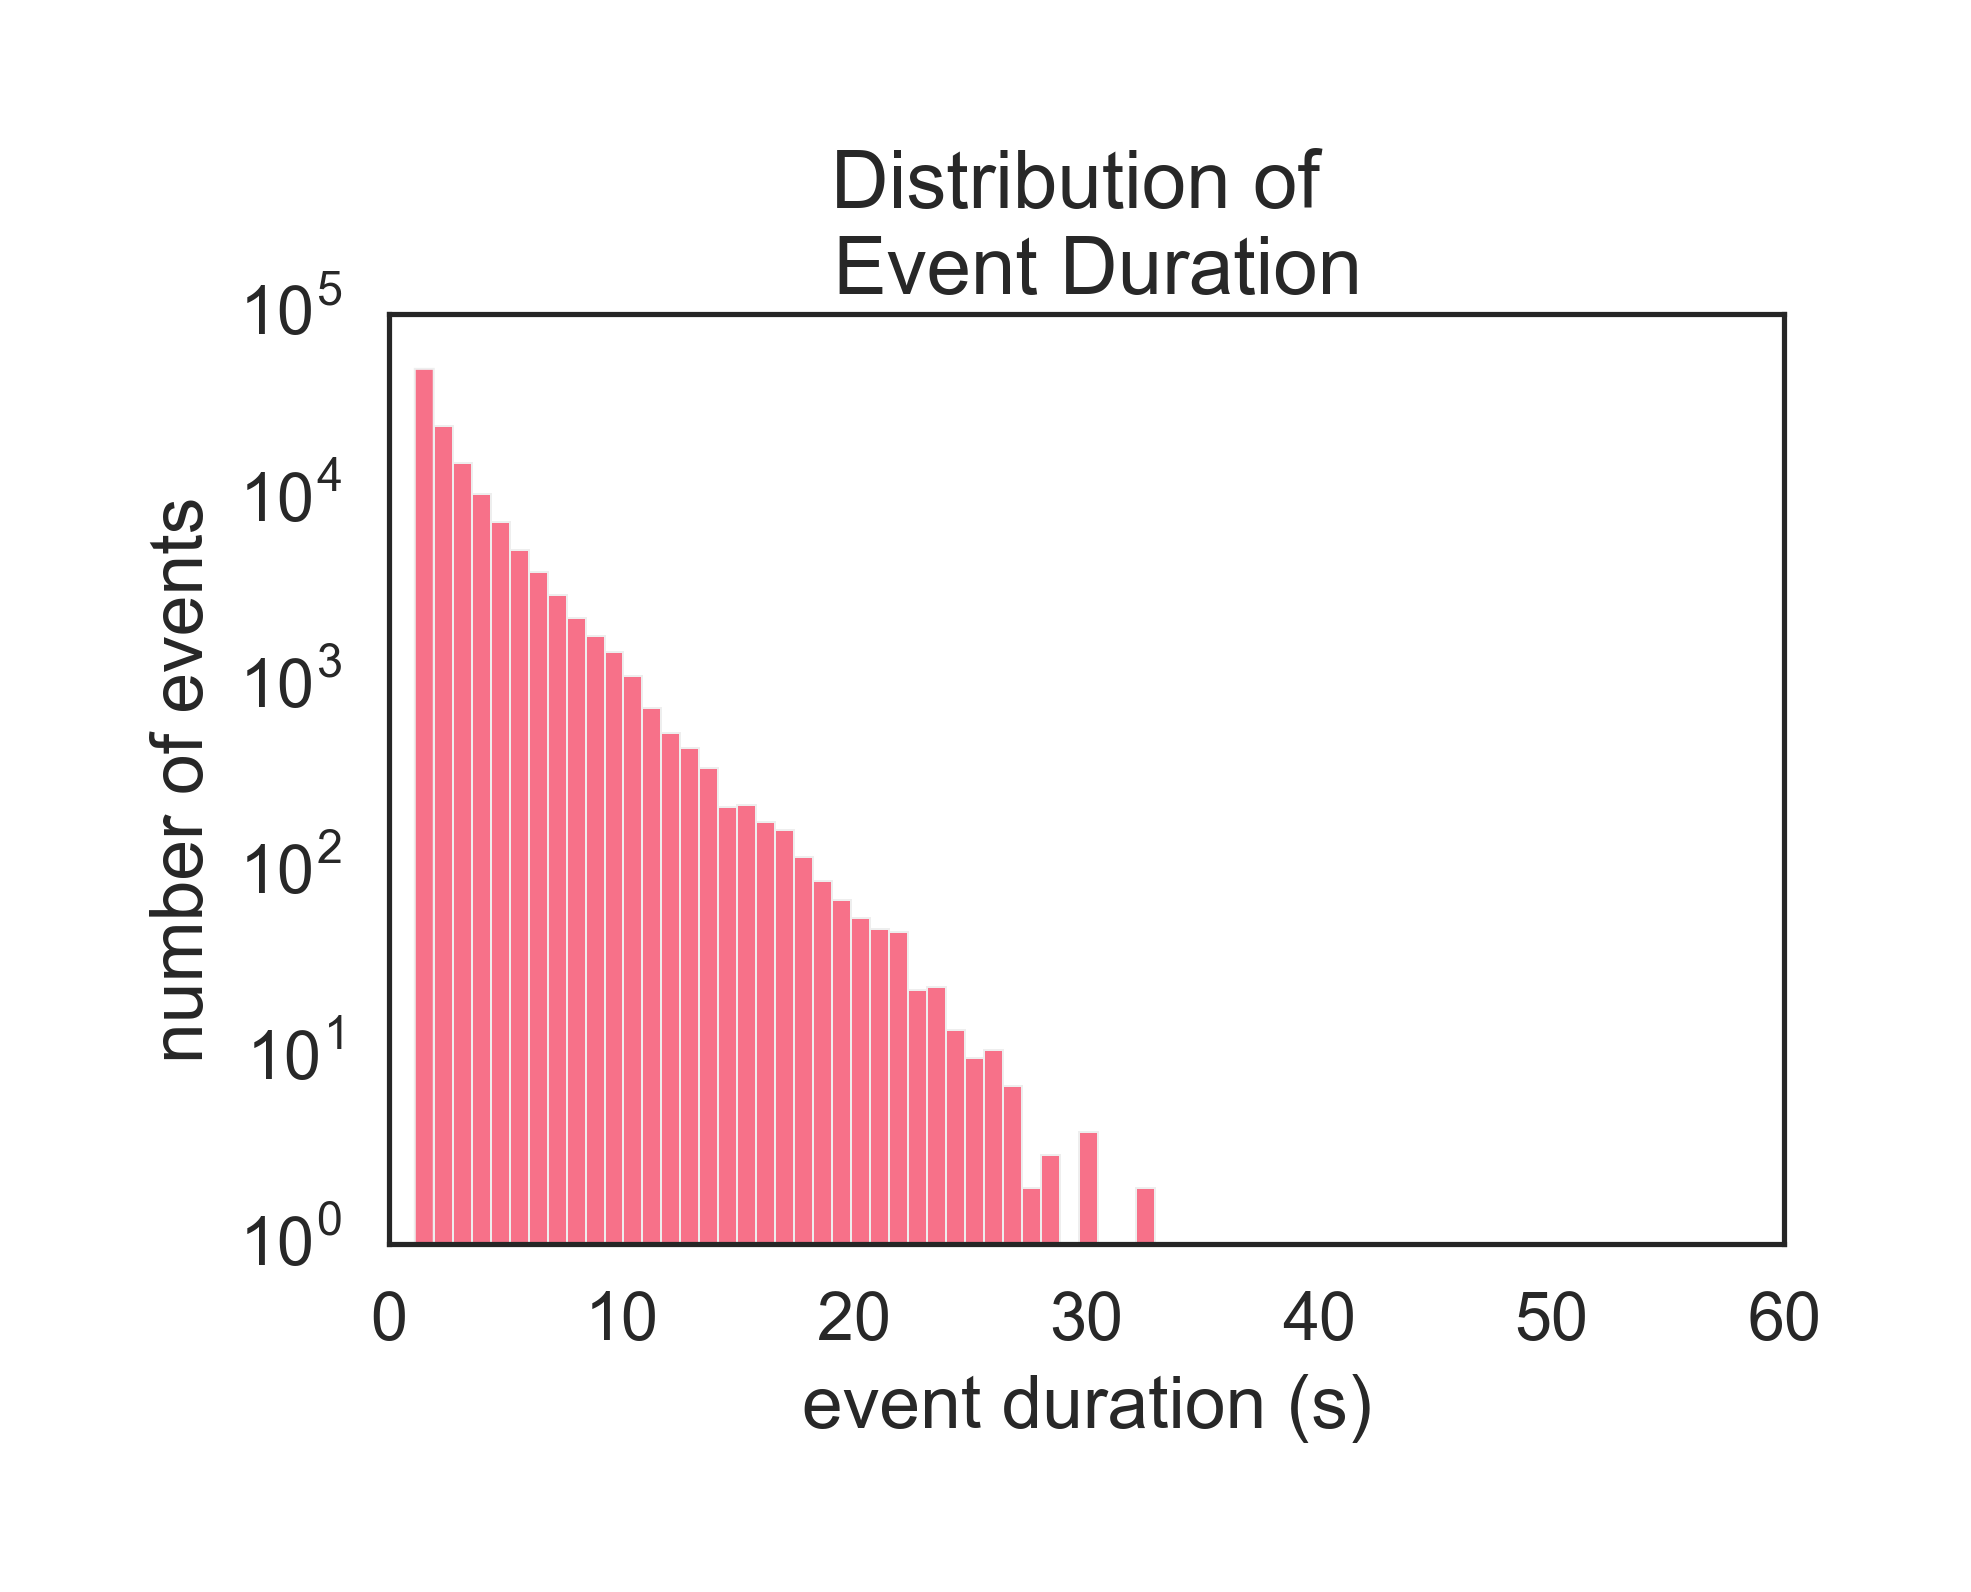 Distribution of
Event Duration
10^5
10^4
10^3
10^2
10^1
10^0
number of events
0 10 20 30 40 50 60
event duration (s)